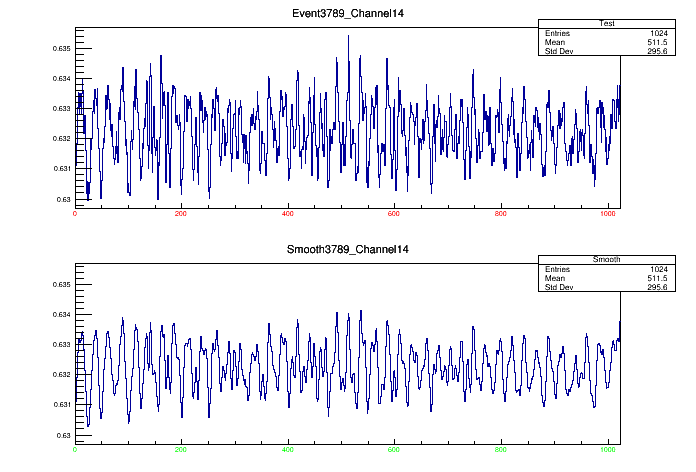 Event3789_Channel14
Test
Entries 1024
Mean 511.5
Std Dev 295.6
0.635
0.634
0.633
0.632
0.631
0.63
0 200 400 600 800 1000
Smooth3789_Channel14
Smooth
Entries 1024
Mean 511.5
Std Dev 295.6
0.635
0.634
0.633
0.632
0.631
0.63
0 200 400 600 800 1000